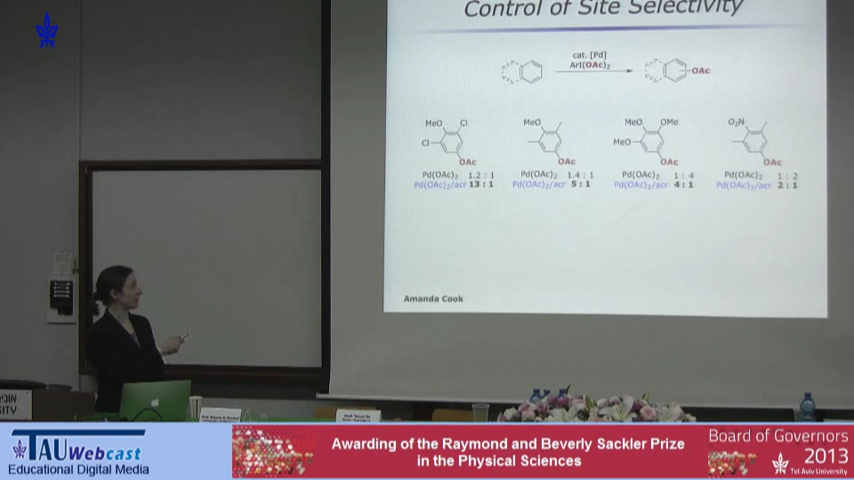 Control of Site Selectivity
cat. [Pd]
ArI(OAc)₂
OAc
MeO Cl
Cl
OAc
Pd(OAc)₂ 1.2 : 1
Pd(OAc)₂/acr 13 : 1
MeO
OAc
Pd(OAc)₂ 1.4 : 1
Pd(OAc)₂/acr 5 : 1
MeO OMe
MeO
OAc
Pd(OAc)₂ 1 : 4
Pd(OAc)₂/acr 4 : 1
O₂N
OAc
Pd(OAc)₂ 1 : 2
Pd(OAc)₂/acr 2 : 1
Amanda Cook
SITY
TAU Webcast
Educational Digital Media
Awarding of the Raymond and Beverly Sackler Prize
in the Physical Sciences
Board of Governors
2013
Tel Aviv University